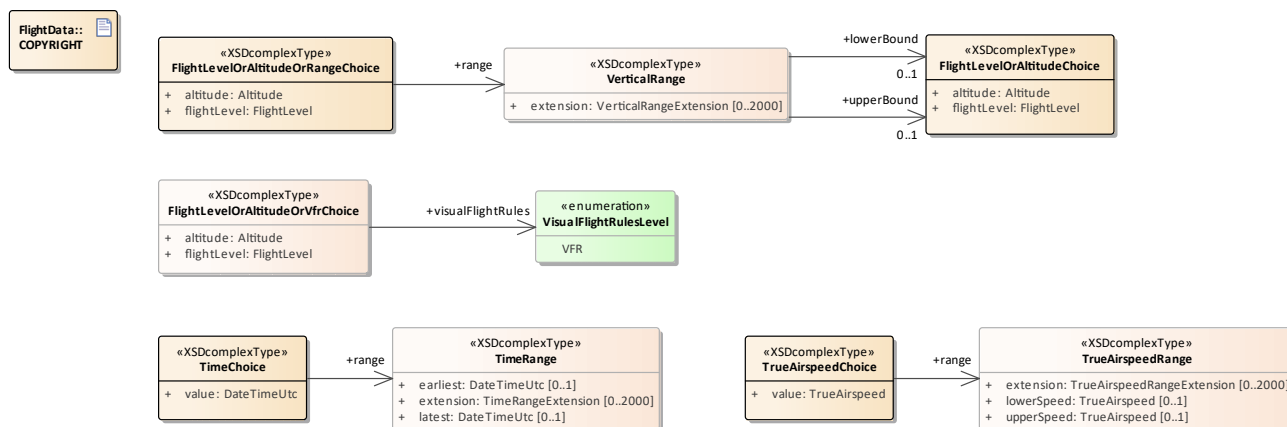 FlightData::
COPYRIGHT
«XSDcomplexType»
FlightLevelOrAltitudeOrRangeChoice
+ altitude: Altitude
+ flightLevel: FlightLevel
+range
«XSDcomplexType»
VerticalRange
+ extension: VerticalRangeExtension [0..2000]
+lowerBound
0..1
+upperBound
0..1
«XSDcomplexType»
FlightLevelOrAltitudeChoice
+ altitude: Altitude
+ flightLevel: FlightLevel
«XSDcomplexType»
FlightLevelOrAltitudeOrVfrChoice
+ altitude: Altitude
+ flightLevel: FlightLevel
+visualFlightRules
«enumeration»
VisualFlightRulesLevel
VFR
«XSDcomplexType»
TimeChoice
+ value: DateTimeUtc
+range
«XSDcomplexType»
TimeRange
+ earliest: DateTimeUtc [0..1]
+ extension: TimeRangeExtension [0..2000]
+ latest: DateTimeUtc [0..1]
«XSDcomplexType»
TrueAirspeedChoice
+ value: TrueAirspeed
+range
«XSDcomplexType»
TrueAirspeedRange
+ extension: TrueAirspeedRangeExtension [0..2000]
+ lowerSpeed: TrueAirspeed [0..1]
+ upperSpeed: TrueAirspeed [0..1]